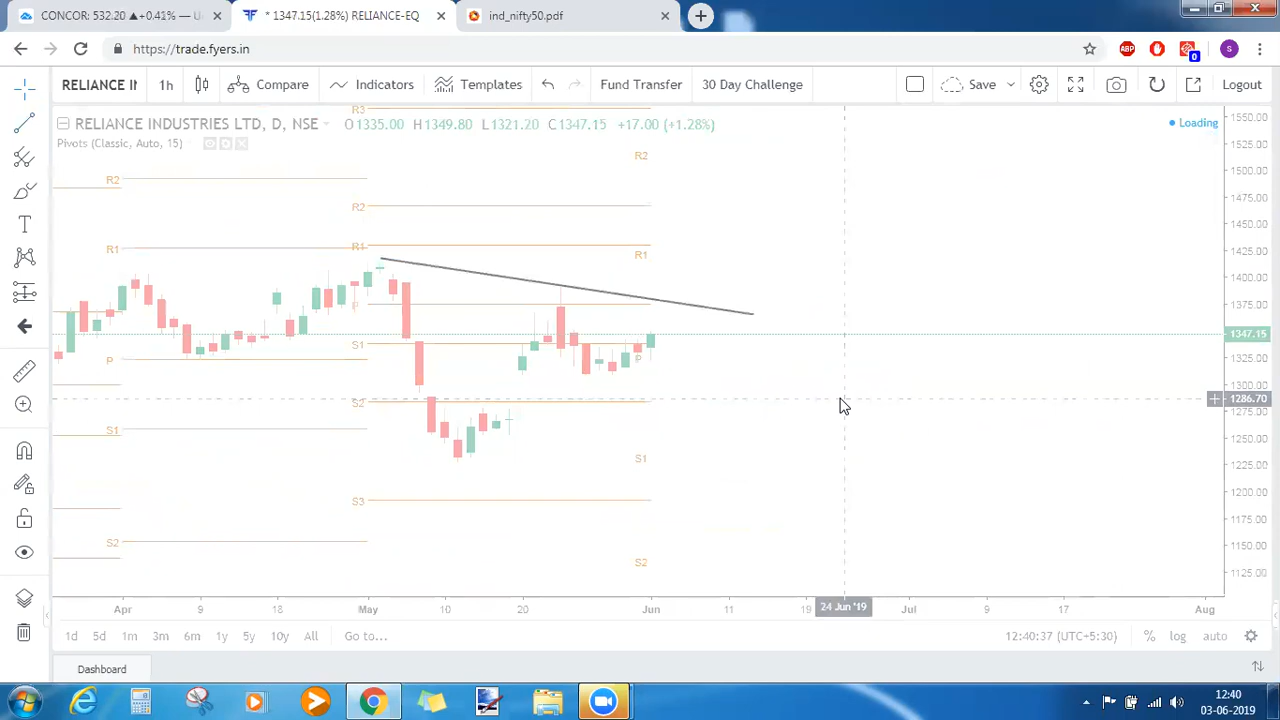 CONCOR: 532.20 ▲+0.41% — U
* 1347.15(1.28%) RELIANCE-EQ
ind_nifty50.pdf
https://trade.fyers.in
ABP
0
S
RELIANCE I
1h
Compare
Indicators
Templates
Fund Transfer
30 Day Challenge
Save
Logout
RELIANCE INDUSTRIES LTD, D, NSE
O1335.00 H1349.80 L1321.20 C1347.15 +17.00 (+1.28%)
Loading
Pivots (Classic, Auto, 15)
R3
R2
R2
R2
R1
R1
R1
P
P
P
S1
S1
S1
S2
S2
S2
S3
1550.00
1525.00
1500.00
1475.00
1450.00
1425.00
1400.00
1375.00
1347.15
1325.00
1300.00
1286.70
1275.00
1250.00
1225.00
1200.00
1175.00
1150.00
1125.00
Apr 9 18 May 10 20 Jun 11 19 24 Jun '19 Jul 9 17 Aug
1d 5d 1m 3m 6m 1y 5y 10y All Go to...
12:40:37 (UTC+5:30) % log auto
Dashboard
12:40
03-06-2019